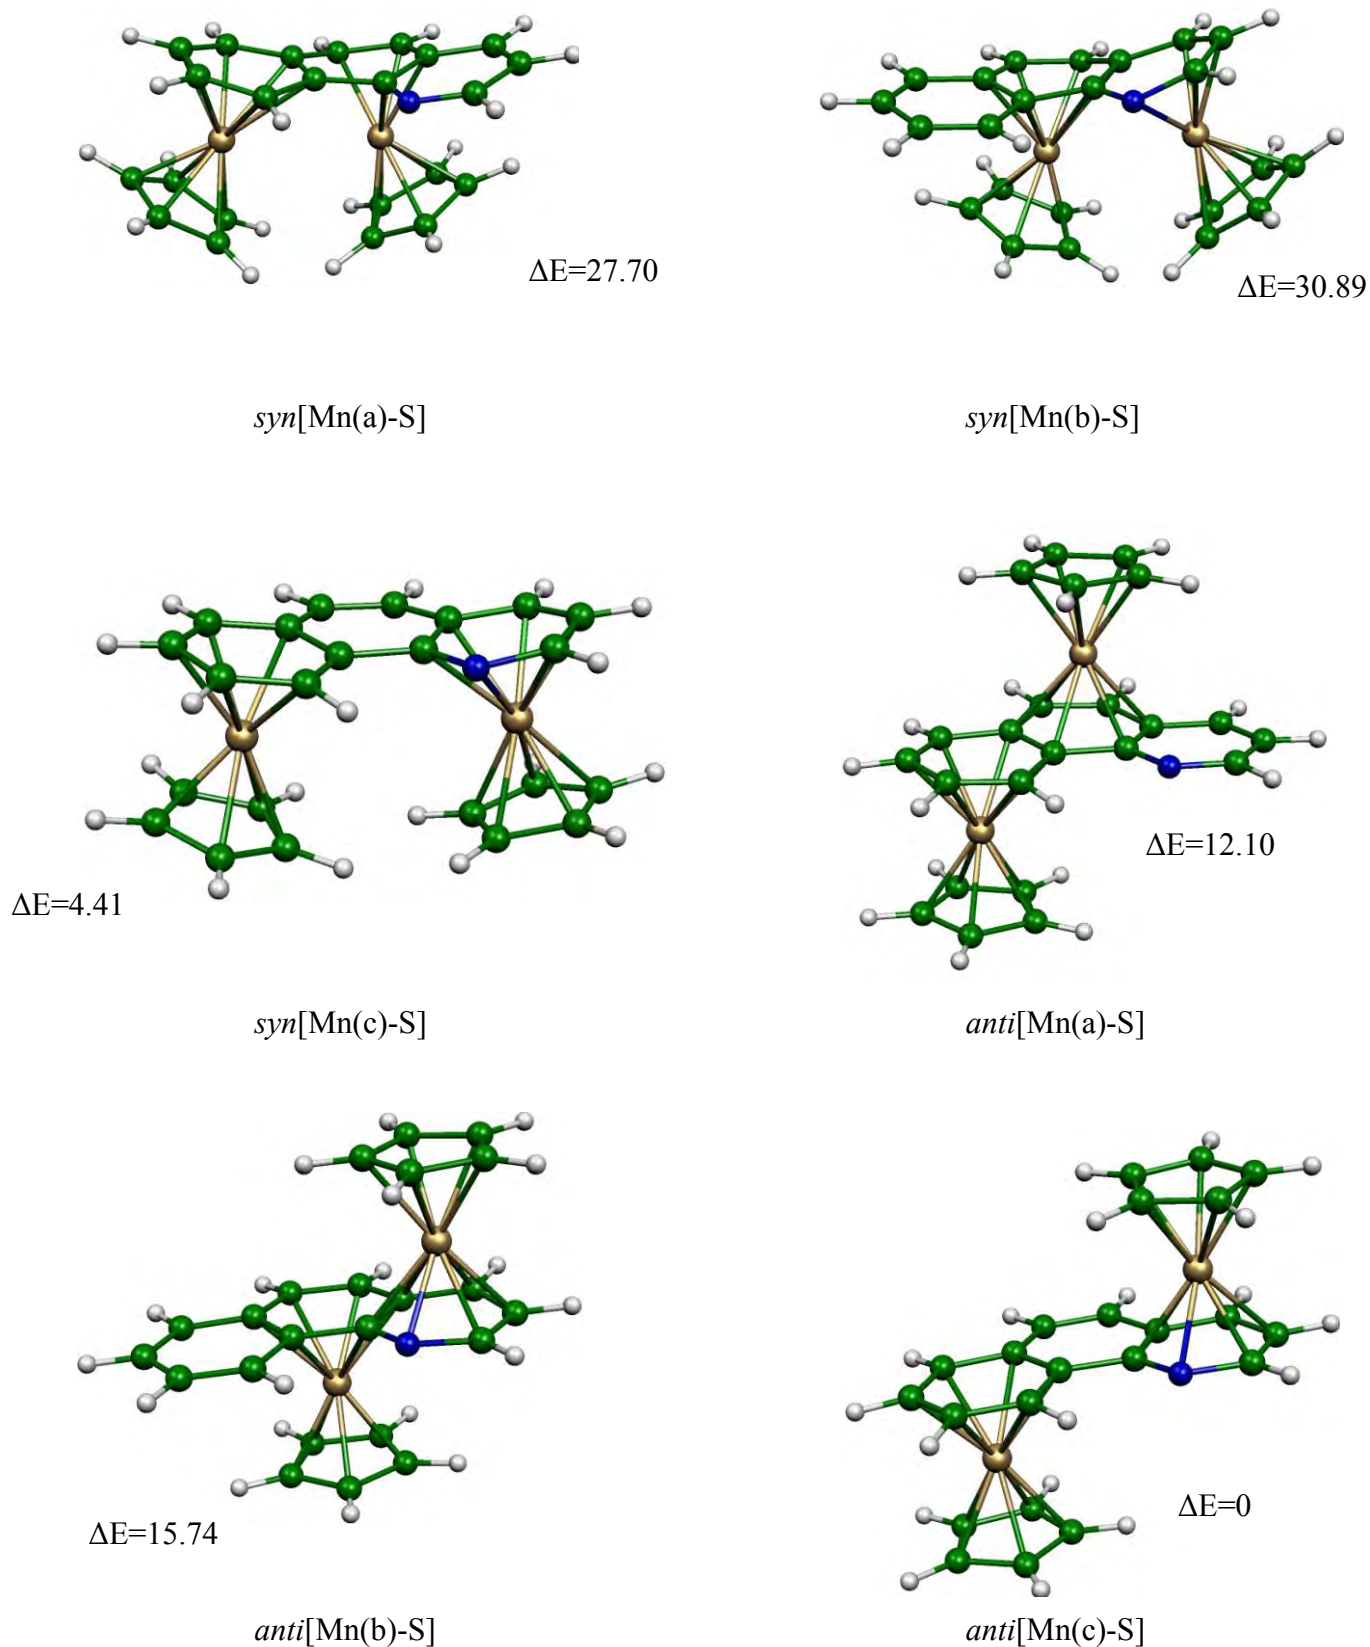 ΔE=27.70
ΔE=30.89
syn[Mn(a)-S]
syn[Mn(b)-S]
ΔE=4.41
ΔE=12.10
syn[Mn(c)-S]
anti[Mn(a)-S]
ΔE=15.74
ΔE=0
anti[Mn(b)-S]
anti[Mn(c)-S]